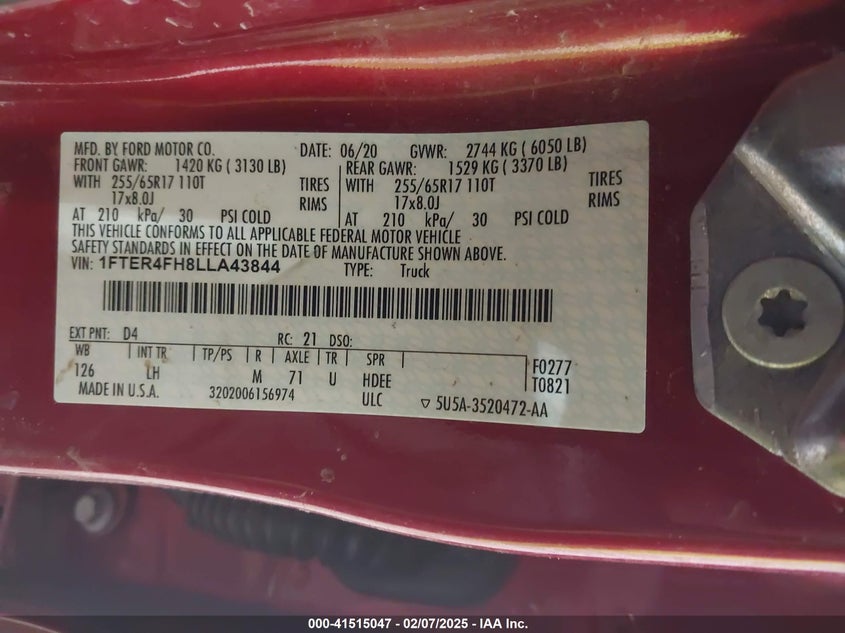 MFD. BY FORD MOTOR CO. DATE: 06/20 GVWR: 2744 KG ( 6050 LB)
FRONT GAWR: 1420 KG ( 3130 LB) REAR GAWR: 1529 KG ( 3370 LB)
WITH 255/65R17 110T TIRES WITH 255/65R17 110T TIRES
17x8.0J RIMS 17x8.0J RIMS
AT 210 kPa/ 30 PSI COLD AT 210 kPa/ 30 PSI COLD
THIS VEHICLE CONFORMS TO ALL APPLICABLE FEDERAL MOTOR VEHICLE
SAFETY STANDARDS IN EFFECT ON THE DATE OF MANUFACTURE SHOWN ABOVE.
VIN: 1FTER4FH8LLA43844 TYPE: Truck
EXT PNT: D4 RC: 21 DSO:
WB INT TR TP/PS R AXLE TR SPR F0277
126 LH M 71 U HDEE T0821
MADE IN U.S.A. 3202006156974 ULC ▽ 5U5A-3520472-AA
000-41515047 - 02/07/2025 - IAA Inc.